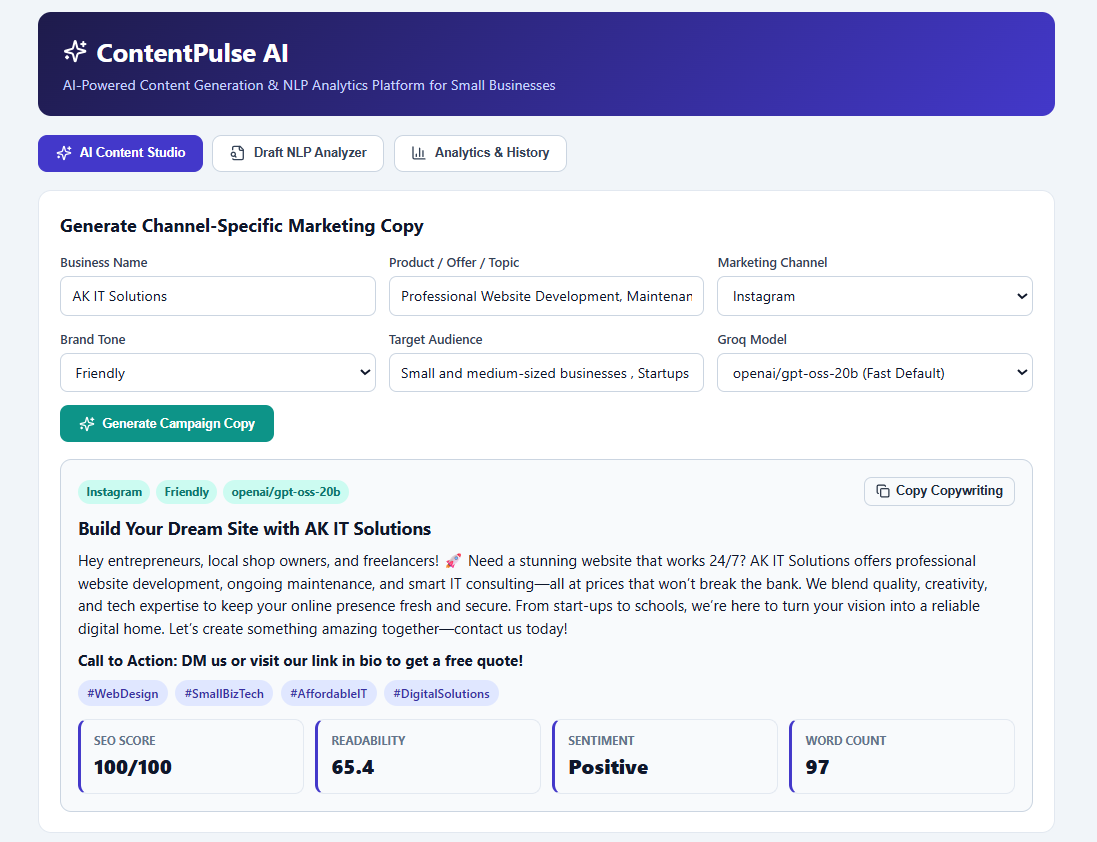 ContentPulse AI
AI-Powered Content Generation & NLP Analytics Platform for Small Businesses
AI Content Studio
Draft NLP Analyzer
Analytics & History
Generate Channel-Specific Marketing Copy
Business Name
Product / Offer / Topic
Marketing Channel
AK IT Solutions
Professional Website Development, Maintenan
Instagram
Brand Tone
Target Audience
Groq Model
Friendly
Small and medium-sized businesses , Startups
openai/gpt-oss-20b (Fast Default)
Generate Campaign Copy
Instagram
Friendly
openai/gpt-oss-20b
Copy Copywriting
Build Your Dream Site with AK IT Solutions
Hey entrepreneurs, local shop owners, and freelancers! 🚀 Need a stunning website that works 24/7? AK IT Solutions offers professional
website development, ongoing maintenance, and smart IT consulting—all at prices that won’t break the bank. We blend quality, creativity,
and tech expertise to keep your online presence fresh and secure. From start-ups to schools, we’re here to turn your vision into a reliable
digital home. Let’s create something amazing together—contact us today!
Call to Action: DM us or visit our link in bio to get a free quote!
#WebDesign
#SmallBizTech
#AffordableIT
#DigitalSolutions
SEO SCORE
100/100
READABILITY
65.4
SENTIMENT
Positive
WORD COUNT
97